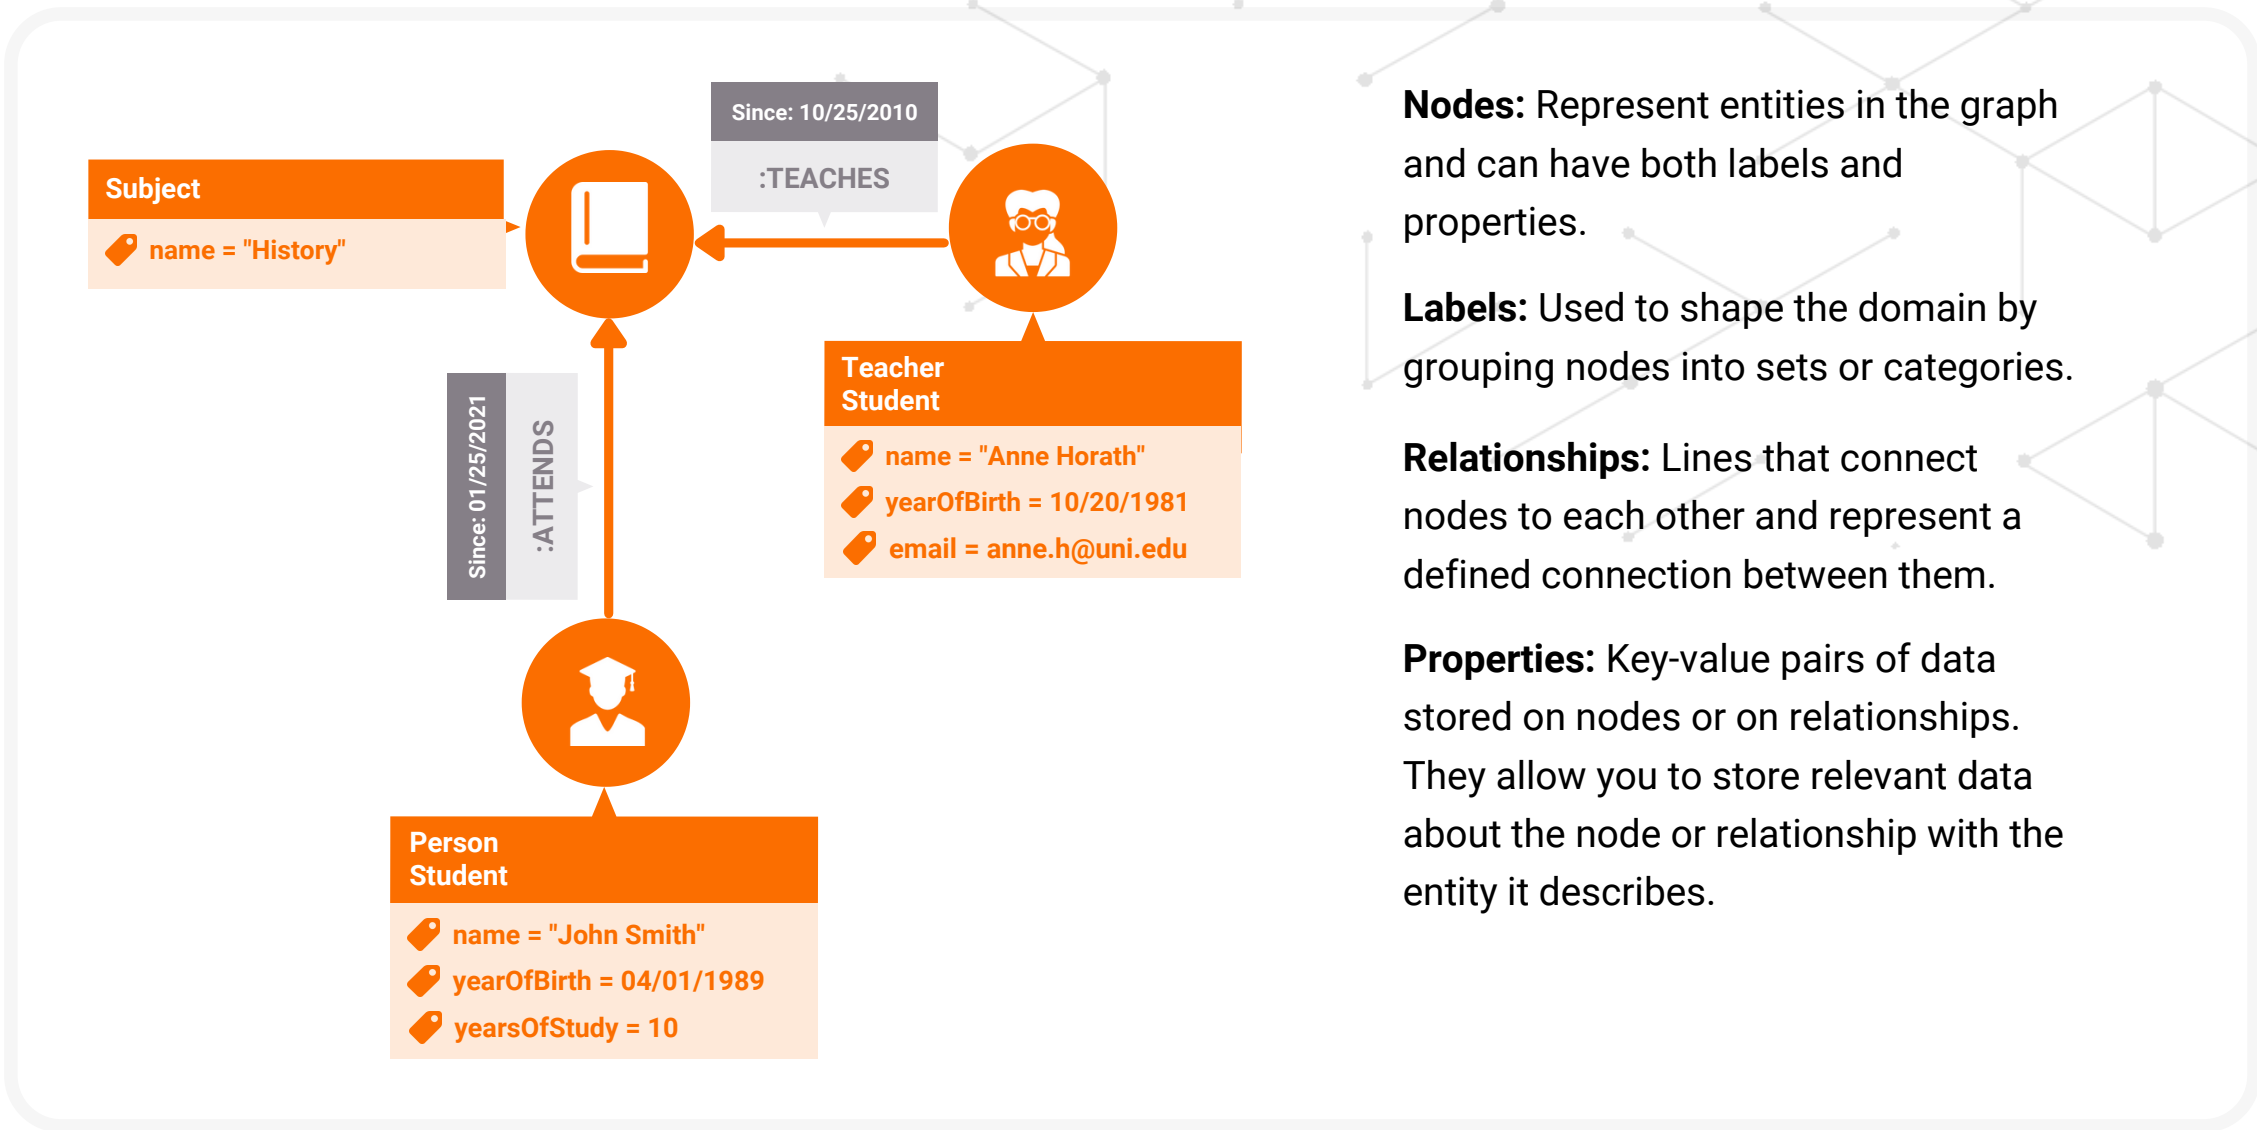 Since: 10/25/2010
:TEACHES
Subject
name = "History"
Teacher
Student
name = "Anne Horath"
yearOfBirth = 10/20/1981
email = anne.h@uni.edu
Since: 01/25/2021
:ATTENDS
Person
Student
name = "John Smith"
yearOfBirth = 04/01/1989
yearsOfStudy = 10
Nodes: Represent entities in the graph
and can have both labels and
properties.
Labels: Used to shape the domain by
grouping nodes into sets or categories.
Relationships: Lines that connect
nodes to each other and represent a
defined connection between them.
Properties: Key-value pairs of data
stored on nodes or on relationships.
They allow you to store relevant data
about the node or relationship with the
entity it describes.